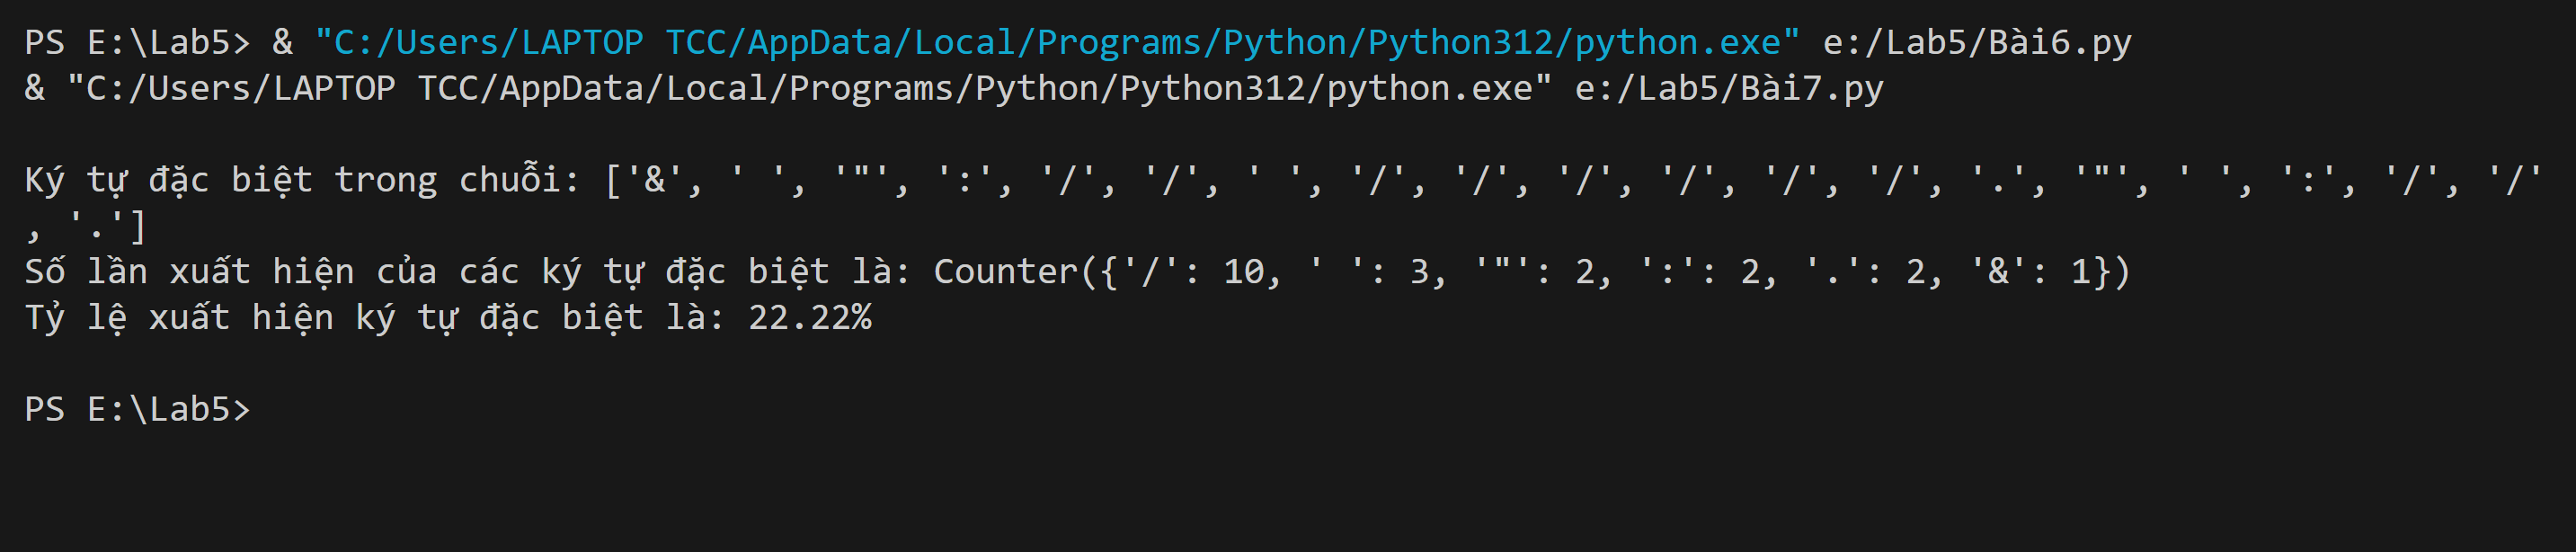 PS E:\Lab5> & "C:/Users/LAPTOP TCC/AppData/Local/Programs/Python/Python312/python.exe" e:/Lab5/Bài6.py
& "C:/Users/LAPTOP TCC/AppData/Local/Programs/Python/Python312/python.exe" e:/Lab5/Bài7.py
Ký tự đặc biệt trong chuỗi: ['&', ' ', '"', ':', '/', '/', ' ', '/', '/', '/', '/', '/', '/', '.', '"', ' ', ':', '/', '/'
, '.']
Số lần xuất hiện của các ký tự đặc biệt là: Counter({'/': 10, ' ': 3, '"': 2, ':': 2, '.': 2, '&': 1})
Tỷ lệ xuất hiện ký tự đặc biệt là: 22.22%
PS E:\Lab5>